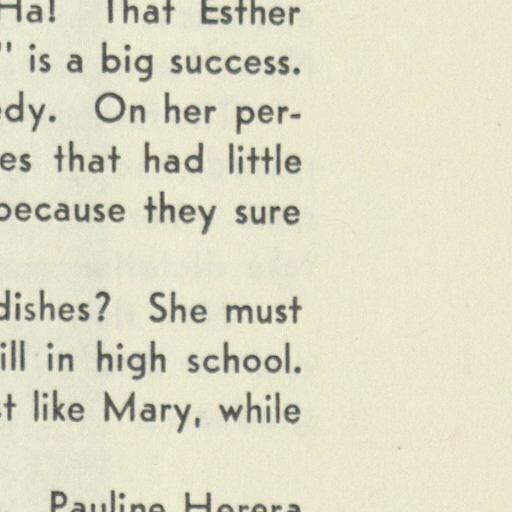 Ha! That Esther
" is a big success.
edy. On her per-
es that had little
because they sure
dishes? She must
ill in high school.
st like Mary, while
Pauline Herera